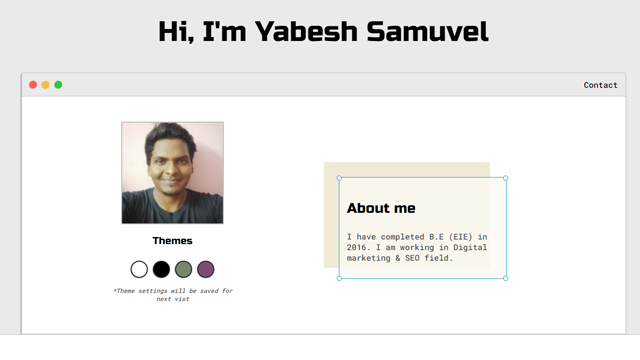 Hi, I'm Yabesh Samuvel
Contact
Themes
*Theme settings will be saved for
next vist
About me
I have completed B.E (EIE) in
2016. I am working in Digital
marketing & SEO field.